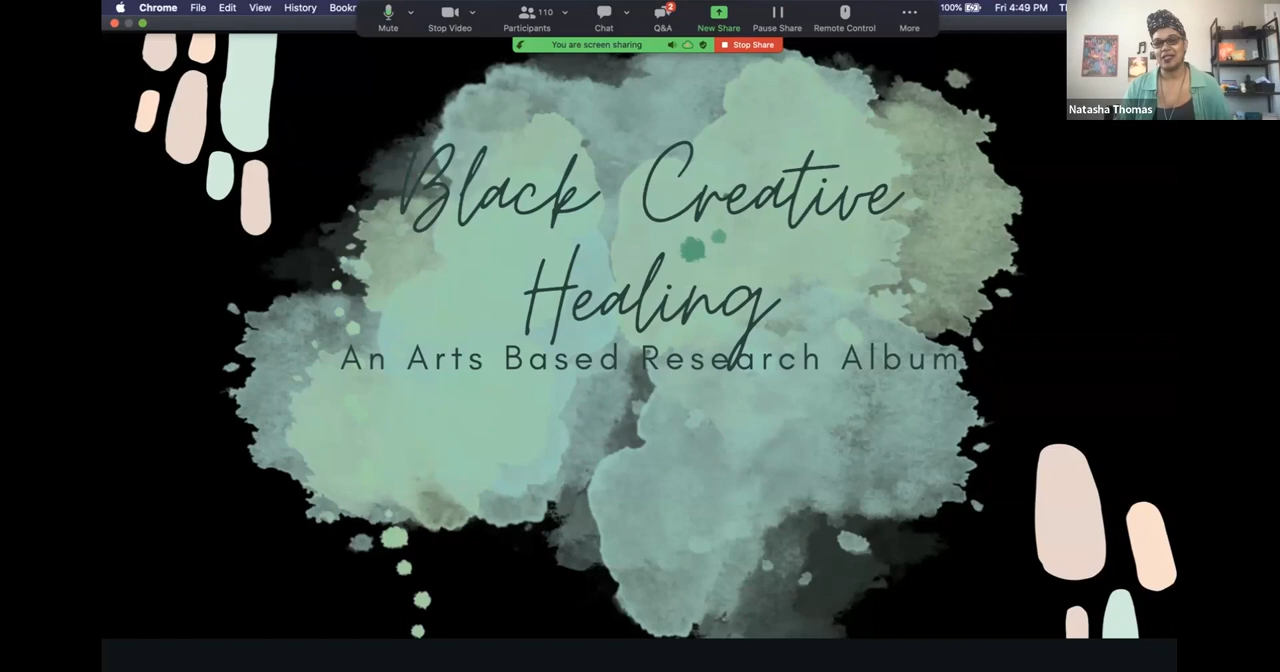 Chrome File Edit View History Bookr
100% Fri 4:49 PM
Mute Stop Video Participants 110 Chat Q&A 2 New Share Pause Share Remote Control More
You are screen sharing Stop Share
Natasha Thomas
Black Creative
Healing
An Arts Based Research Album